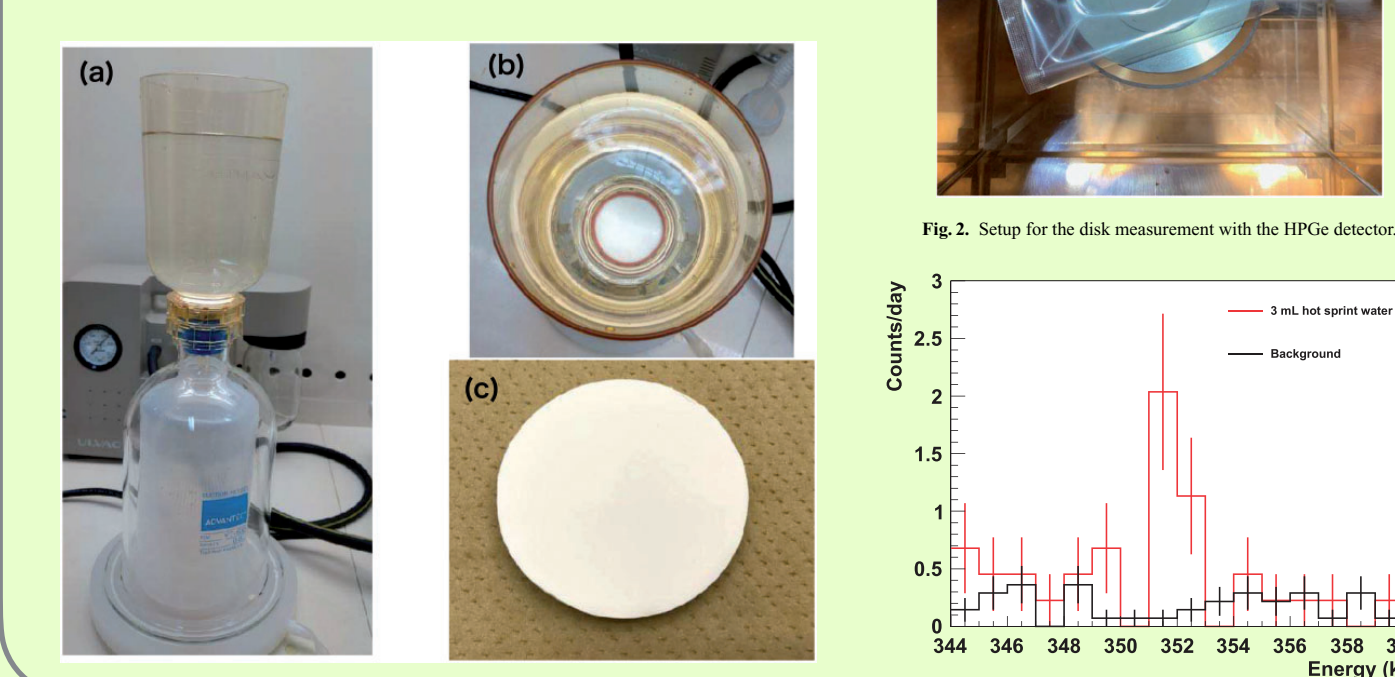 (a)
(b)
(c)
ADVANTEC
Fig. 2. Setup for the disk measurement with the HPGe detector.
Counts/day
3
2.5
2
1.5
1
0.5
0
3 mL hot sprint water
Background
344 346 348 350 352 354 356 358
Energy